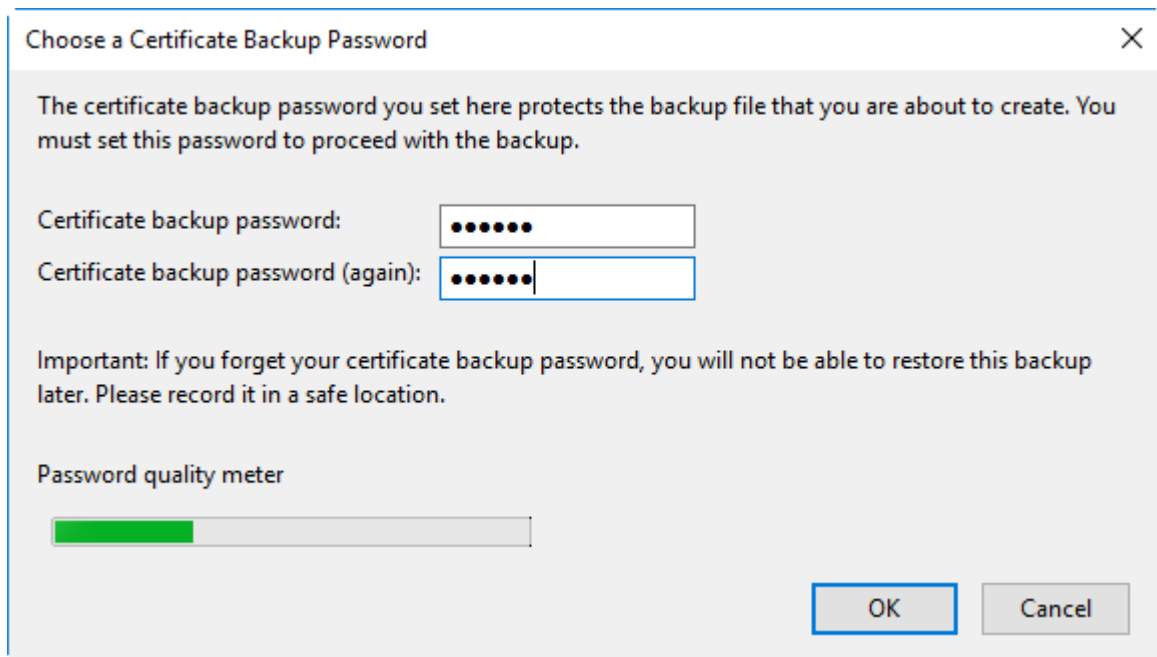 Choose a Certificate Backup Password
The certificate backup password you set here protects the backup file that you are about to create. You
must set this password to proceed with the backup.
Certificate backup password:
••••••
Certificate backup password (again):
••••••
Important: If you forget your certificate backup password, you will not be able to restore this backup
later. Please record it in a safe location.
Password quality meter
OK
Cancel